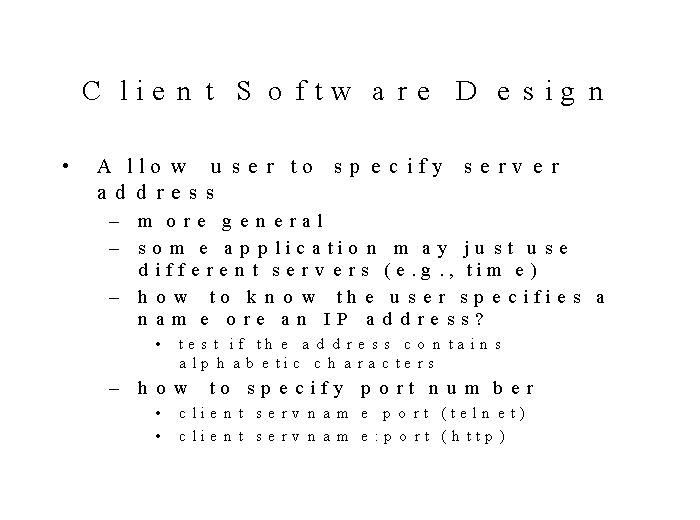 Client Software Design
• Allow user to specify server
address
– more general
– some application may just use
different servers (e.g., time)
– how to know the user specifies a
name ore an IP address?
• test if the address contains
alphabetic characters
– how to specify port number
• client servname port (telnet)
• client servname:port (http)